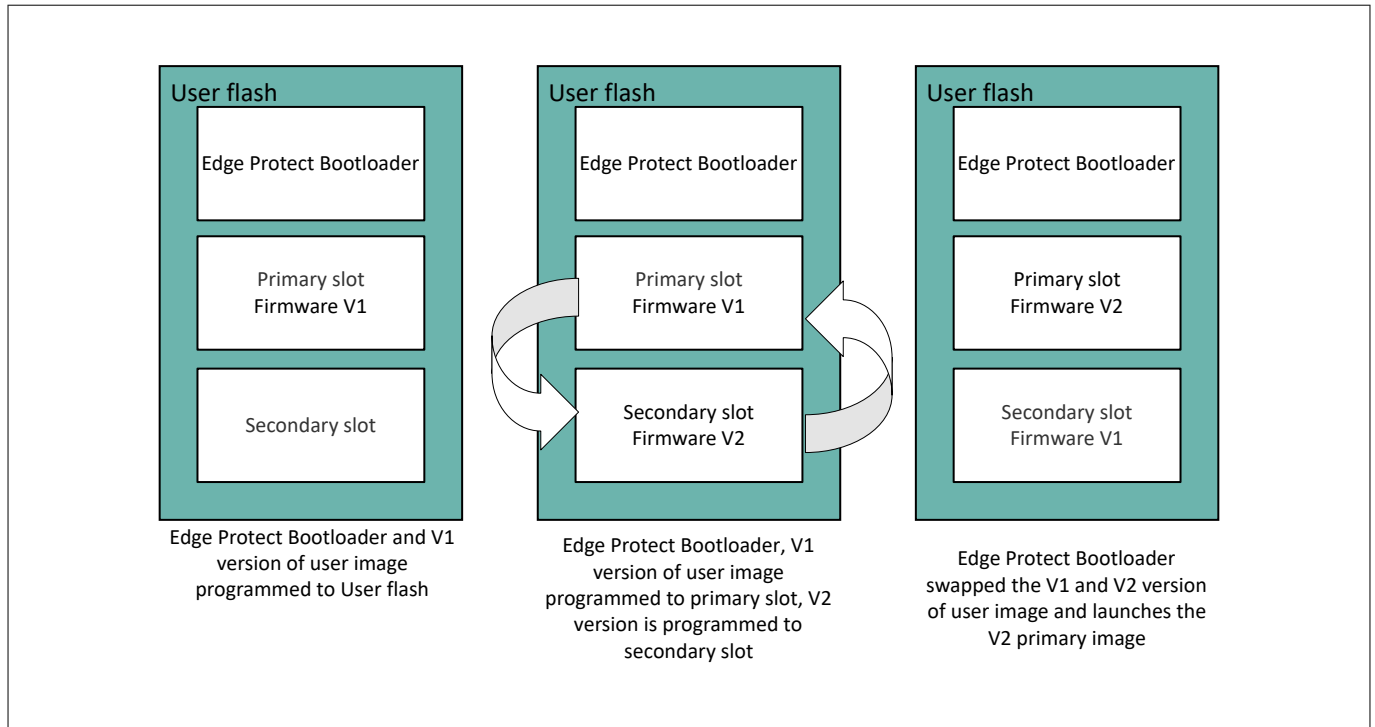 User flash
Edge Protect Bootloader
Primary slot
Firmware V1
Secondary slot
Edge Protect Bootloader and V1
version of user image
programmed to User flash
User flash
Edge Protect Bootloader
Primary slot
Firmware V1
Secondary slot
Firmware V2
Edge Protect Bootloader, V1
version of user image
programmed to primary slot, V2
version is programmed to
secondary slot
User flash
Edge Protect Bootloader
Primary slot
Firmware V2
Secondary slot
Firmware V1
Edge Protect Bootloader
swapped the V1 and V2 version
of user image and launches the
V2 primary image